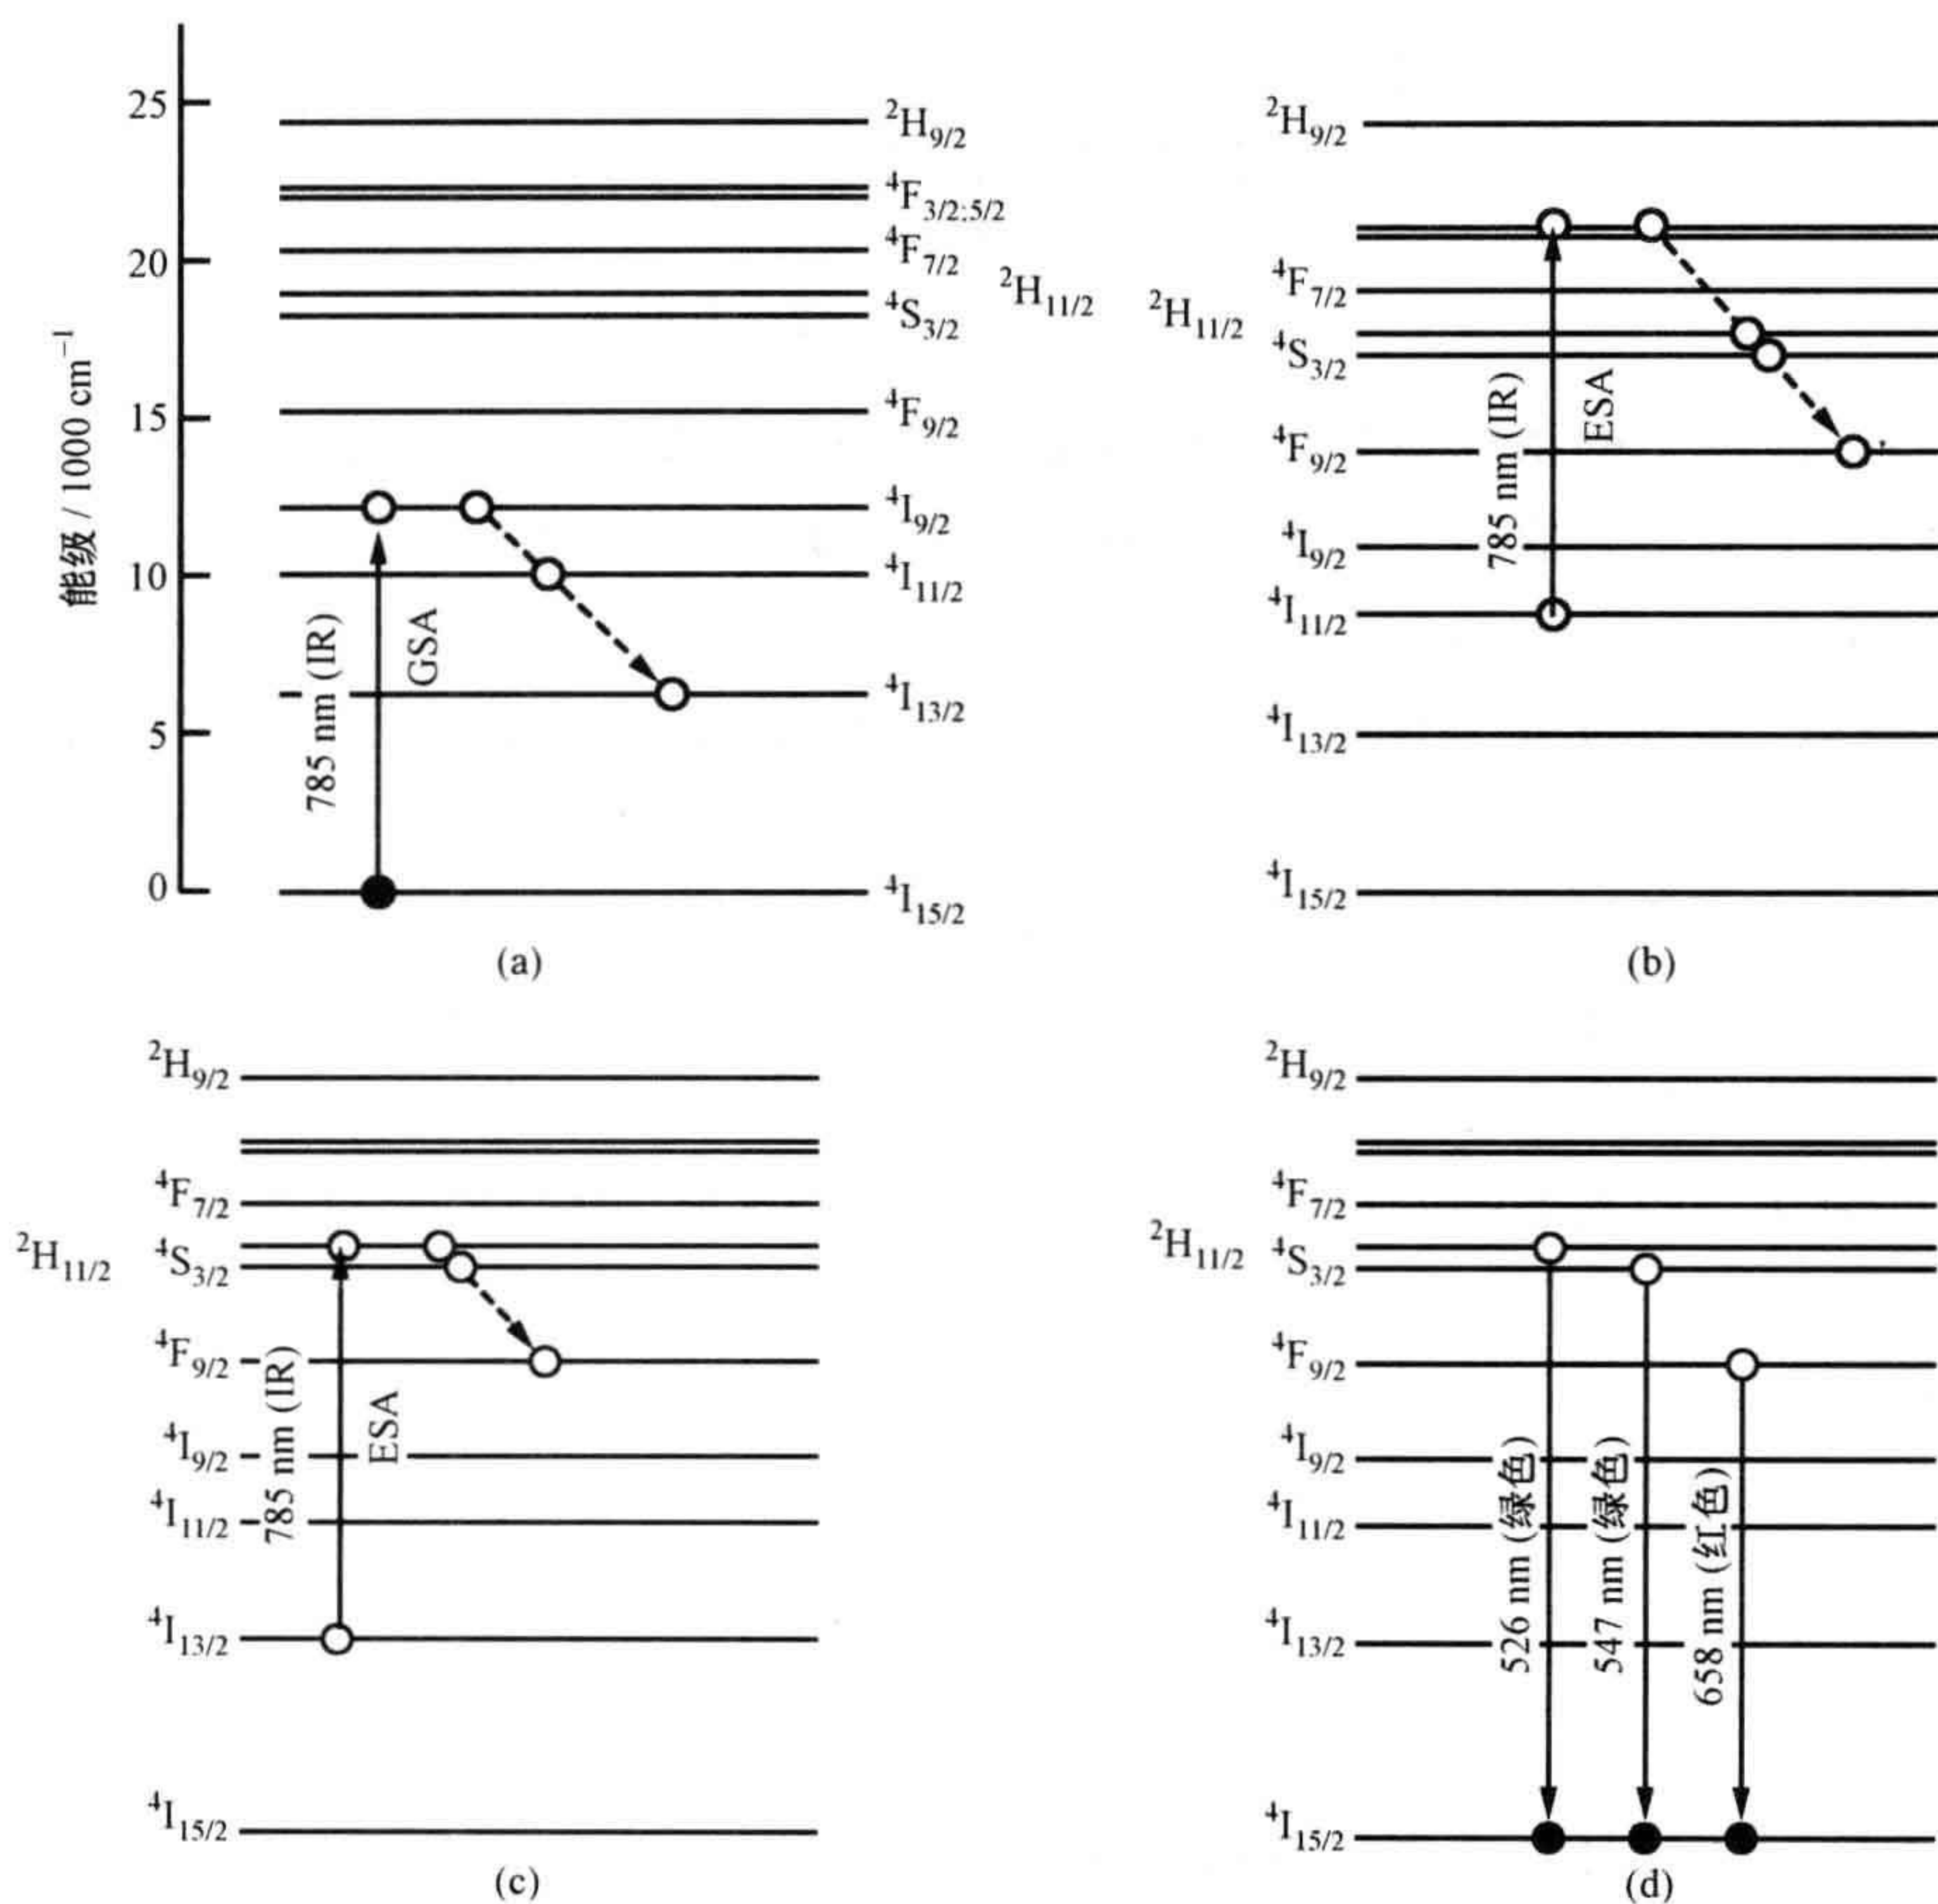 能级 / 1000 cm⁻¹
25
20
15
10
5
0
²H₉/₂
⁴F₃/₂;₅/₂
⁴F₇/₂
²H₁₁/₂
⁴S₃/₂
⁴F₉/₂
⁴I₉/₂
⁴I₁₁/₂
⁴I₁₃/₂
⁴I₁₅/₂
785 nm (IR)
GSA
(a)
²H₉/₂
⁴F₇/₂
²H₁₁/₂
⁴S₃/₂
⁴F₉/₂
⁴I₉/₂
⁴I₁₁/₂
⁴I₁₃/₂
⁴I₁₅/₂
785 nm (IR)
ESA
(b)
²H₉/₂
⁴F₇/₂
²H₁₁/₂
⁴S₃/₂
⁴F₉/₂
⁴I₉/₂
⁴I₁₁/₂
⁴I₁₃/₂
⁴I₁₅/₂
785 nm (IR)
ESA
(c)
²H₉/₂
⁴F₇/₂
²H₁₁/₂
⁴S₃/₂
⁴F₉/₂
⁴I₉/₂
⁴I₁₁/₂
⁴I₁₃/₂
⁴I₁₅/₂
526 nm (绿色)
547 nm (绿色)
658 nm (红色)
(d)